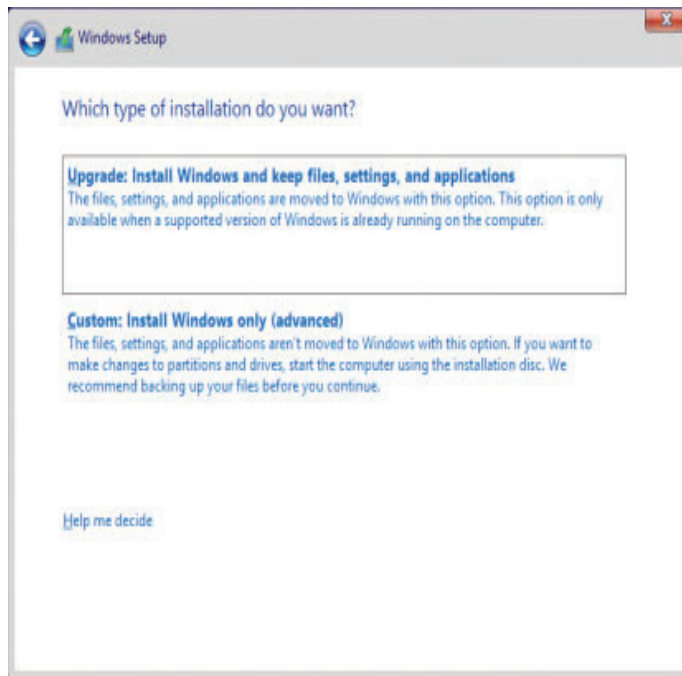 Windows Setup
Which type of installation do you want?
Upgrade: Install Windows and keep files, settings, and applications
The files, settings, and applications are moved to Windows with this option. This option is only
available when a supported version of Windows is already running on the computer.
Custom: Install Windows only (advanced)
The files, settings, and applications aren't moved to Windows with this option. If you want to
make changes to partitions and drives, start the computer using the installation disc. We
recommend backing up your files before you continue.
Help me decide